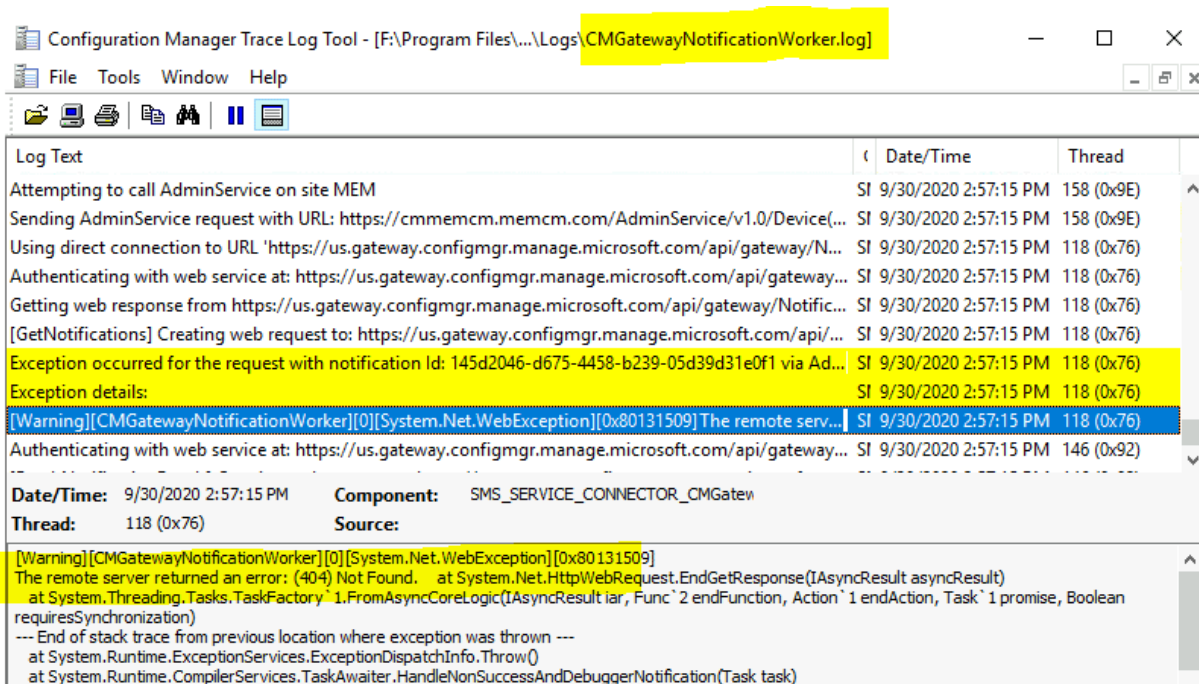 Configuration Manager Trace Log Tool - [F:\Program Files\...\Logs\CMGatewayNotificationWorker.log]
File Tools Window Help
Log Text ( Date/Time Thread
Attempting to call AdminService on site MEM SI 9/30/2020 2:57:15 PM 158 (0x9E)
Sending AdminService request with URL: https://cmmemcm.memcm.com/AdminService/v1.0/Device(... SI 9/30/2020 2:57:15 PM 158 (0x9E)
Using direct connection to URL 'https://us.gateway.configmgr.manage.microsoft.com/api/gateway/N... SI 9/30/2020 2:57:15 PM 118 (0x76)
Authenticating with web service at: https://us.gateway.configmgr.manage.microsoft.com/api/gateway... SI 9/30/2020 2:57:15 PM 118 (0x76)
Getting web response from https://us.gateway.configmgr.manage.microsoft.com/api/gateway/Notific... SI 9/30/2020 2:57:15 PM 118 (0x76)
[GetNotifications] Creating web request to: https://us.gateway.configmgr.manage.microsoft.com/api/... SI 9/30/2020 2:57:15 PM 118 (0x76)
Exception occurred for the request with notification Id: 145d2046-d675-4458-b239-05d39d31e0f1 via Ad... SI 9/30/2020 2:57:15 PM 118 (0x76)
Exception details: SI 9/30/2020 2:57:15 PM 118 (0x76)
[Warning][CMGatewayNotificationWorker][0][System.Net.WebException][0x80131509]The remote serv... SI 9/30/2020 2:57:15 PM 118 (0x76)
Authenticating with web service at: https://us.gateway.configmgr.manage.microsoft.com/api/gateway... SI 9/30/2020 2:57:15 PM 146 (0x92)
Date/Time: 9/30/2020 2:57:15 PM Component: SMS_SERVICE_CONNECTOR_CMGatew
Thread: 118 (0x76) Source:
[Warning][CMGatewayNotificationWorker][0][System.Net.WebException][0x80131509]
The remote server returned an error: (404) Not Found. at System.Net.HttpWebRequest.EndGetResponse(IAsyncResult asyncResult)
at System.Threading.Tasks.TaskFactory`1.FromAsyncCoreLogic(IAsyncResult iar, Func`2 endFunction, Action`1 endAction, Task`1 promise, Boolean
requiresSynchronization)
--- End of stack trace from previous location where exception was thrown ---
at System.Runtime.ExceptionServices.ExceptionDispatchInfo.Throw()
at System.Runtime.CompilerServices.TaskAwaiter.HandleNonSuccessAndDebuggerNotification(Task task)